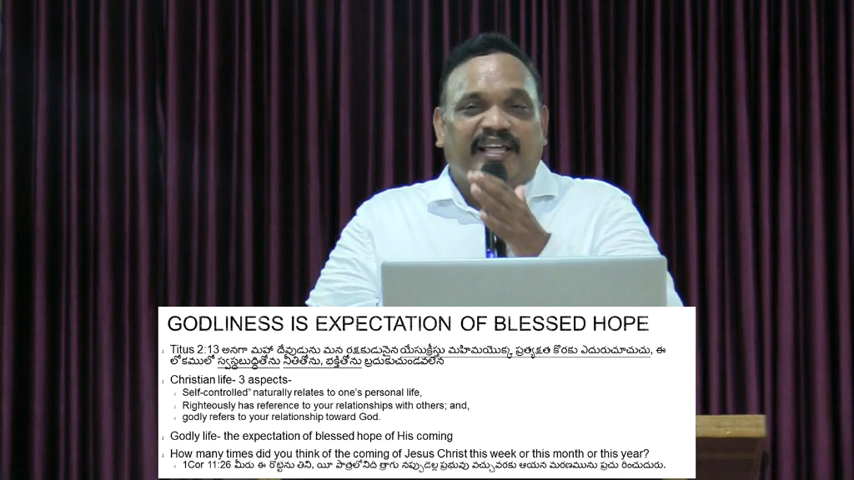 GODLINESS IS EXPECTATION OF BLESSED HOPE
Titus 2:13 అనగా మహా దేవుడును మన రక్షకుడునైన యేసుక్రీస్తు మహిమయొక్క ప్రత్యక్షత కొరకు ఎదురుచూచుచు, ఈ
లోకములో స్వస్థబుద్ధితోను నీతితోను, భక్తితోను బ్రదుకుచుండవలెన
Christian life- 3 aspects-
Self-controlled" naturally relates to one's personal life,
Righteously has reference to your relationships with others; and,
godly refers to your relationship toward God.
Godly life- the expectation of blessed hope of His coming
How many times did you think of the coming of Jesus Christ this week or this month or this year?
1Cor 11:26 మీరు ఈ రొట్టెను తిని, యీ పాత్రలోనిది త్రాగు నప్పుడెల్ల ప్రభువు వచ్చువరకు ఆయన మరణమును ప్రచు రించుదురు.